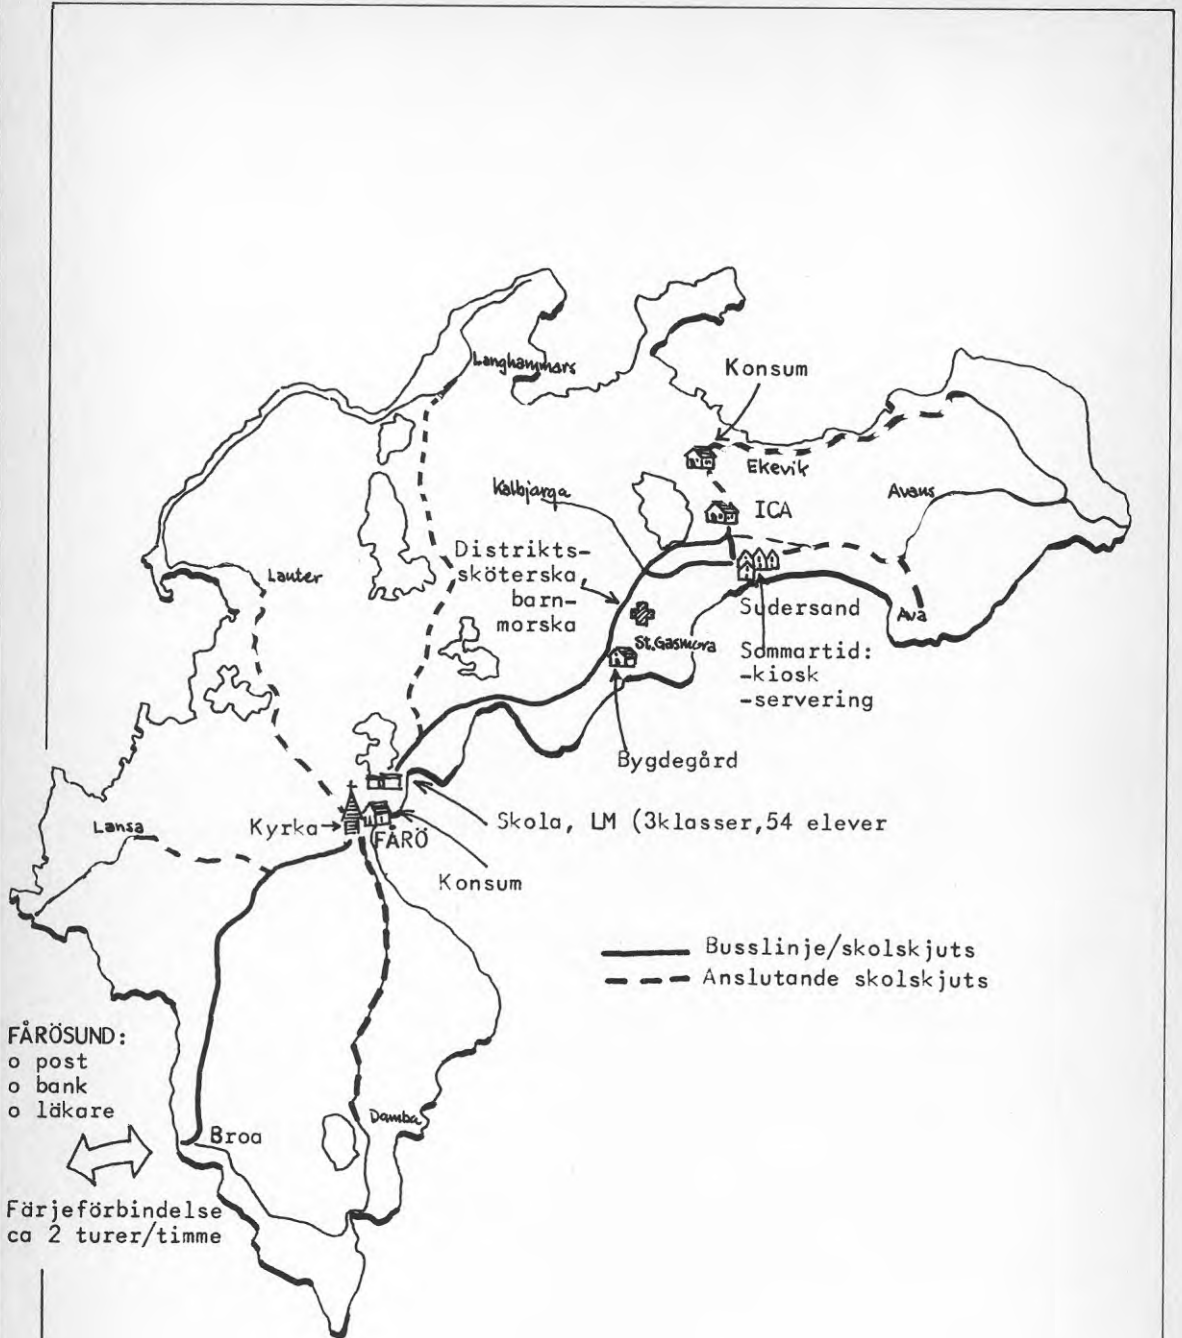 Langhammars
Konsum
Ekevik
Kalbjerga
Avaus
ICA
Distrikts-
sköterska,
barn-
morska
Lauter
Sudersand
Ava
St.Gasmora
Sommartid:
-kiosk
-servering
Bygdegård
Lansa
Kyrka
FÅRÖ
Skola, LM (3klasser,54 elever
Konsum
Busslinje/skolskjuts
Anslutande skolskjuts
FÅRÖSUND:
o post
o bank
o läkare
Broa
Damba
Färjeförbindelse
ca 2 turer/timme